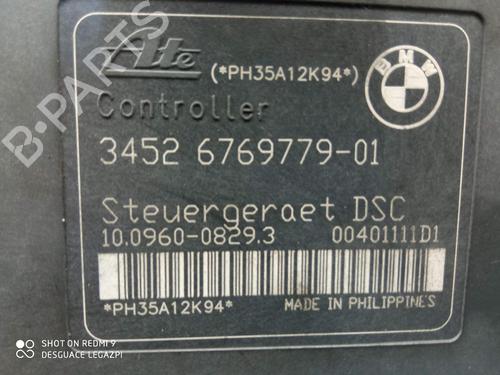 Ate (*PH35A12K94*)
BMW
Controller
3452 6769779-01
Steuergeraet DSC
10.0960-0829.3 00401111D1
*PH35A12K94* MADE IN PHILIPPINES
B-PARTS
SHOT ON REDMI 9
DESGUACE LEGAZPI